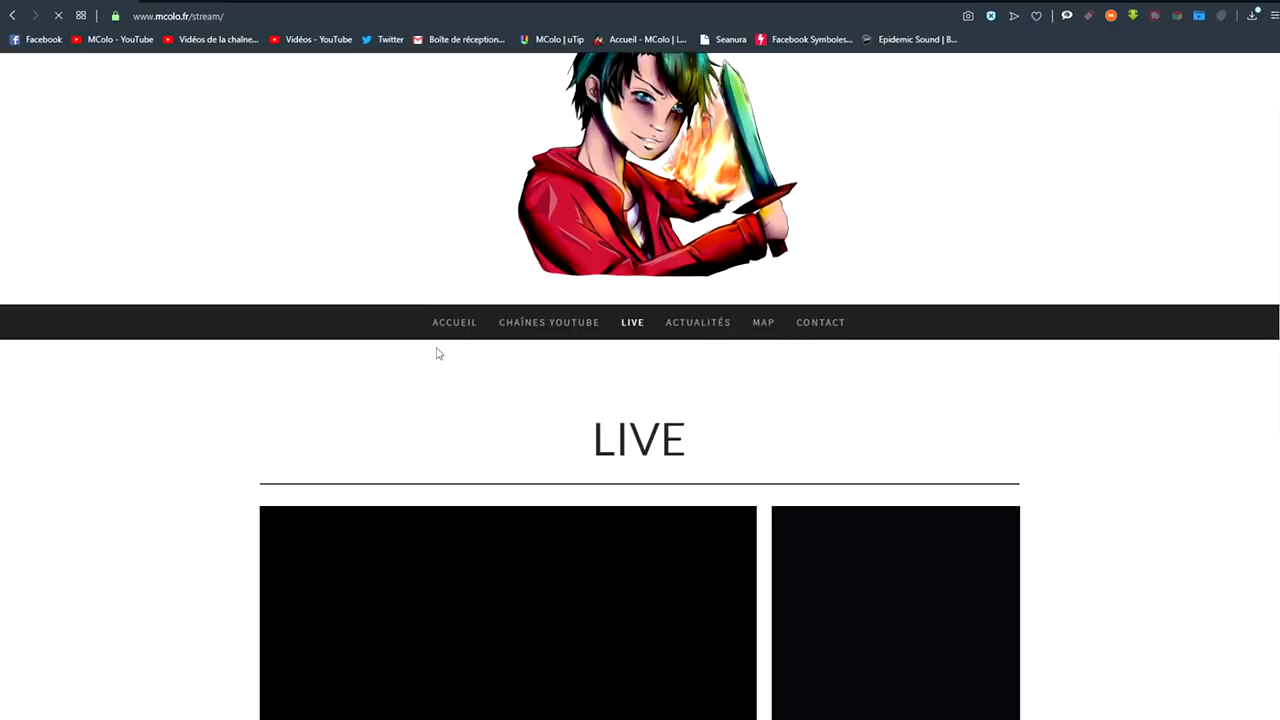 www.mcolo.fr/stream/
Facebook MColo - YouTube Vidéos de la chaîne... Vidéos - YouTube Twitter Boîte de réception... MColo | uTip Accueil - MColo | L... Seanura Facebook Symboles... Epidemic Sound | B...
ACCUEIL CHAÎNES YOUTUBE LIVE ACTUALITÉS MAP CONTACT
LIVE